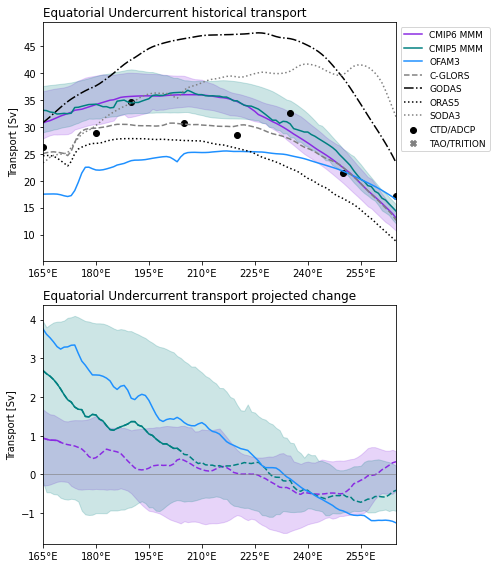 Equatorial Undercurrent historical transport
Transport [Sv]
45
40
35
30
25
20
15
10
165°E 180°E 195°E 210°E 225°E 240°E 255°E
CMIP6 MMM
CMIP5 MMM
OFAM3
C-GLORS
GODAS
ORAS5
SODA3
CTD/ADCP
TAO/TRITION
Equatorial Undercurrent transport projected change
Transport [Sv]
4
3
2
1
0
−1
165°E 180°E 195°E 210°E 225°E 240°E 255°E